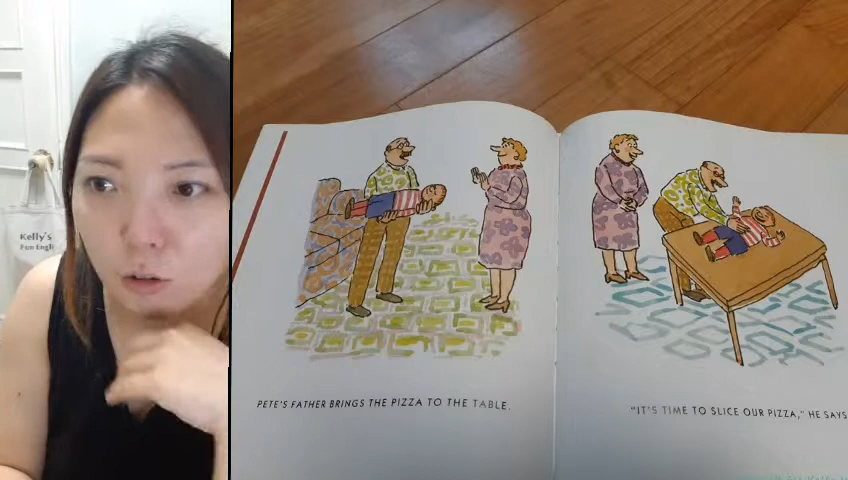 Kelly's
Fun Engli
PETE'S FATHER BRINGS THE PIZZA TO THE TABLE.
"IT'S TIME TO SLICE OUR PIZZA," HE SAYS